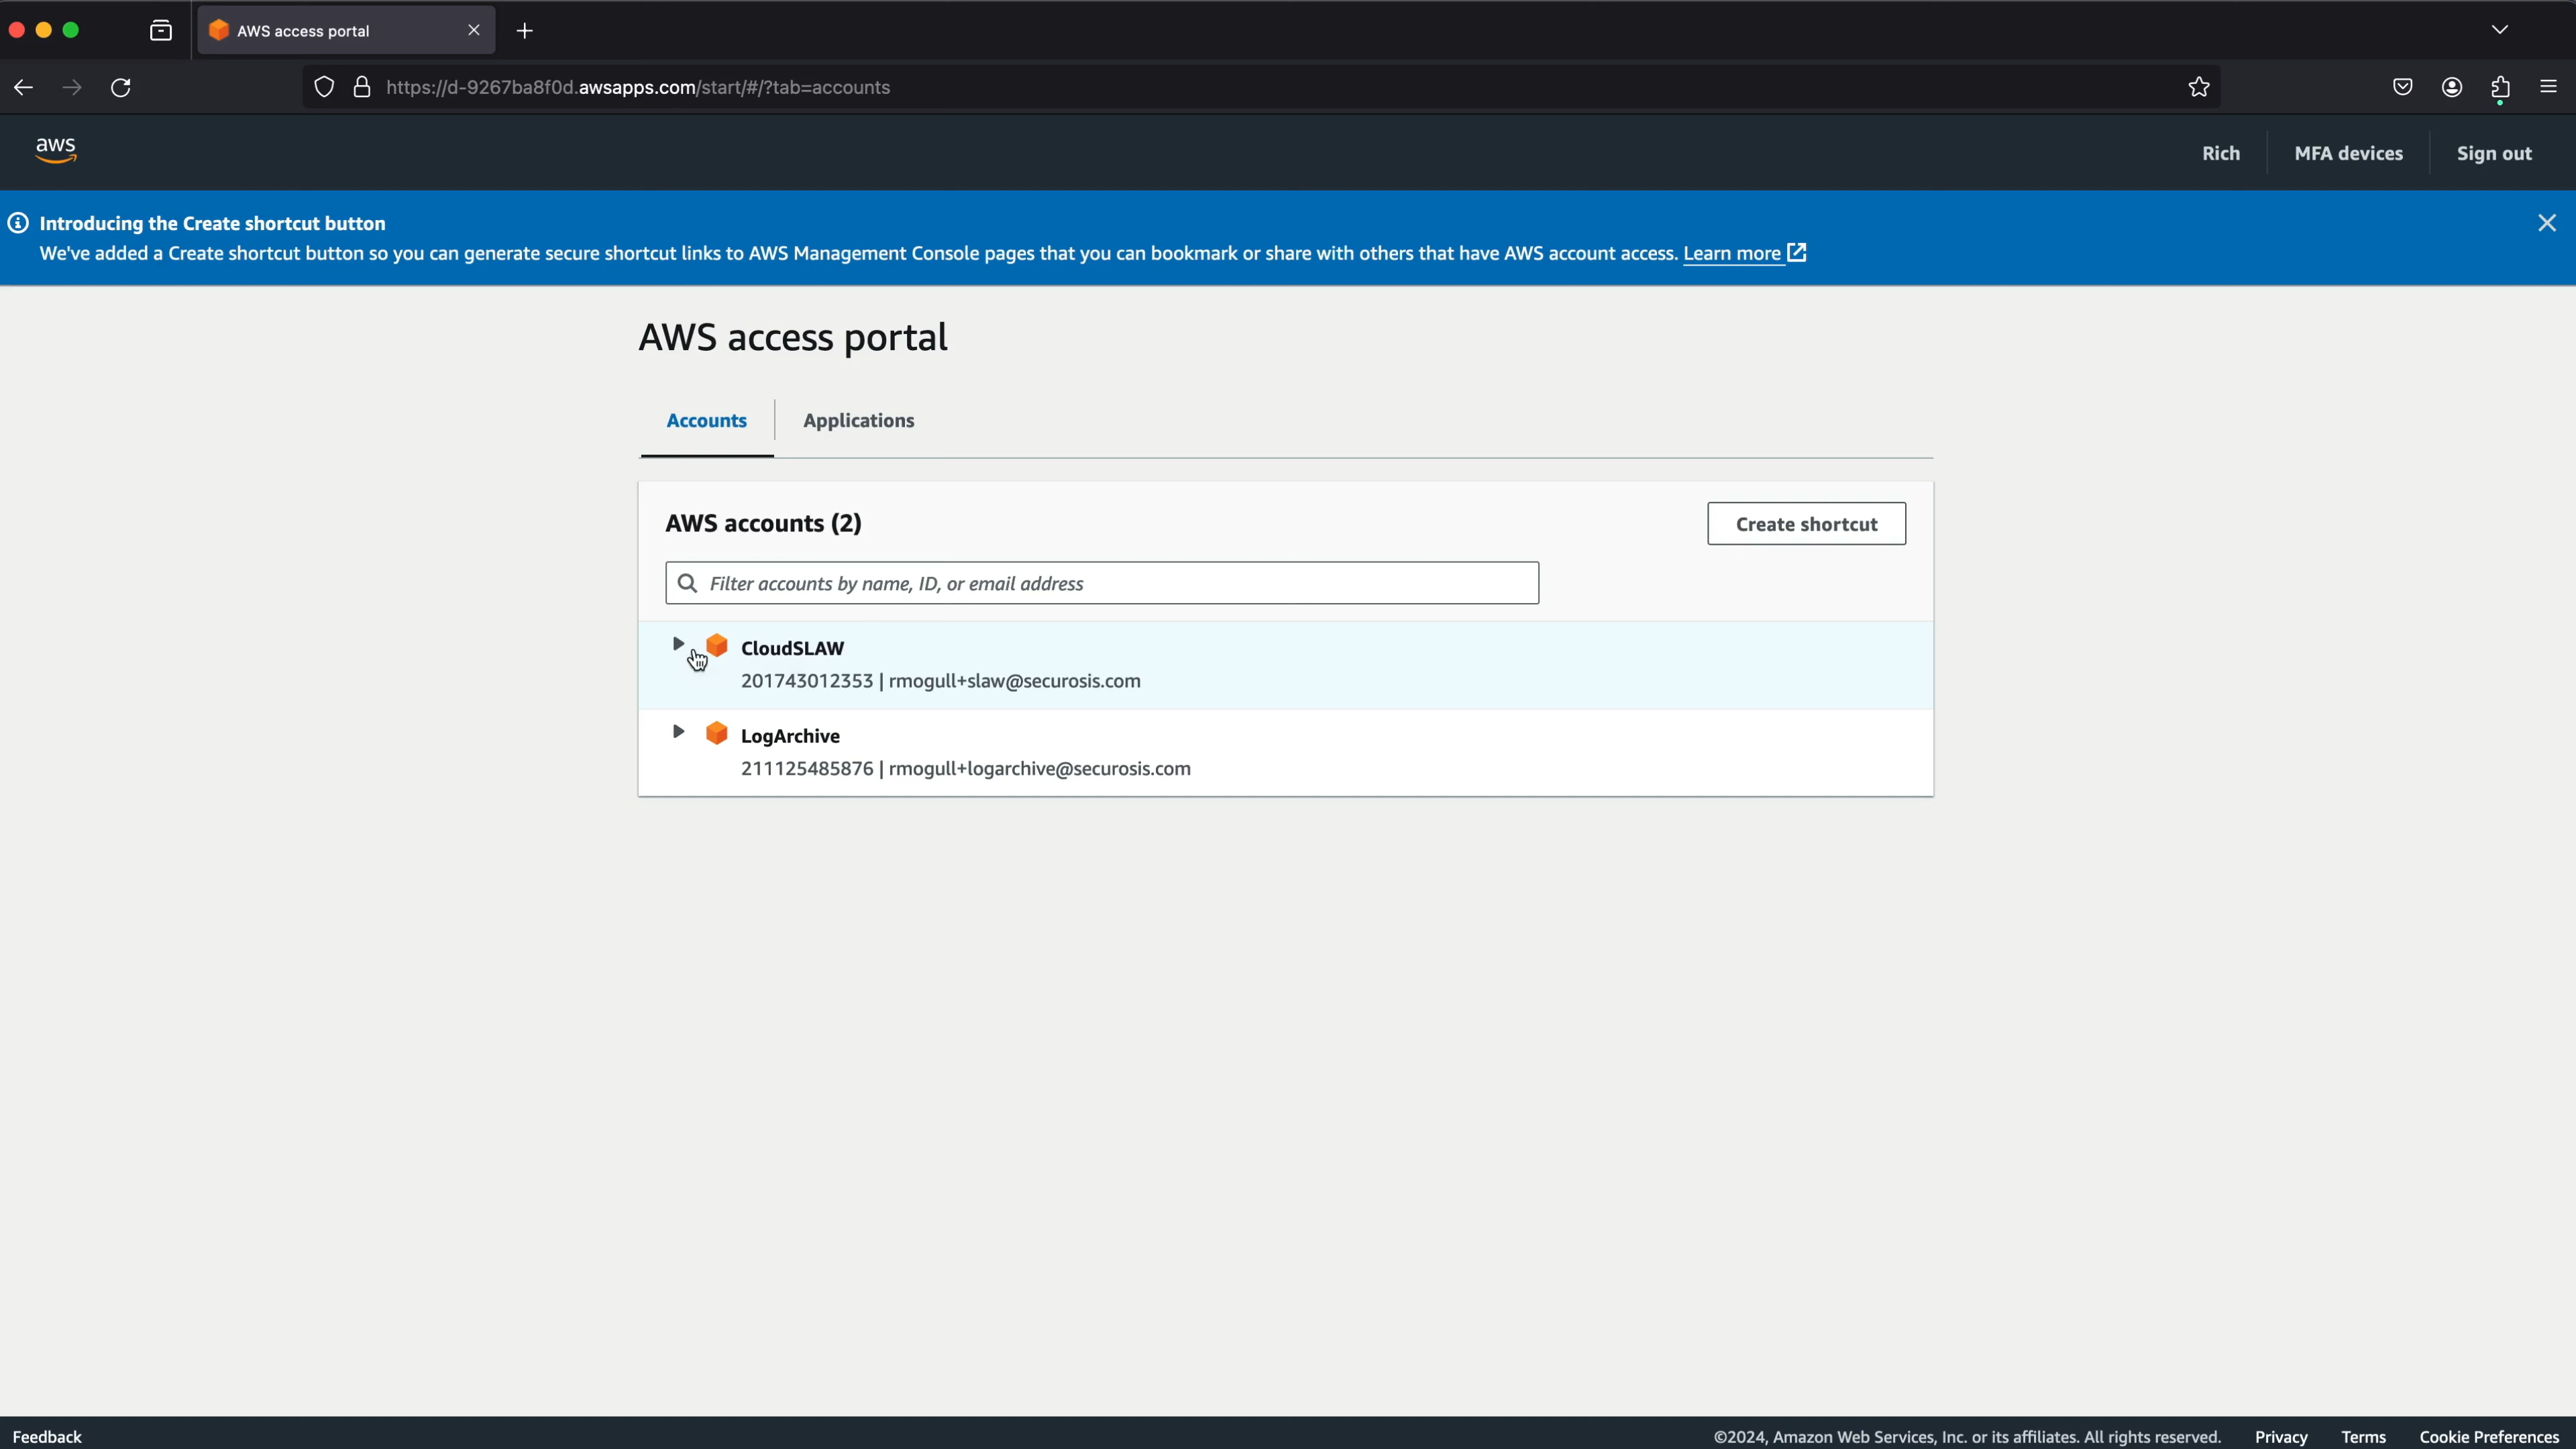 AWS access portal
https://d-9267ba8f0d.awsapps.com/start/#/?tab=accounts
aws
Rich
MFA devices
Sign out
Introducing the Create shortcut button
We've added a Create shortcut button so you can generate secure shortcut links to AWS Management Console pages that you can bookmark or share with others that have AWS account access. Learn more
AWS access portal
Accounts
Applications
AWS accounts (2)
Create shortcut
Filter accounts by name, ID, or email address
CloudSLAW
201743012353 | rmogull+slaw@securosis.com
LogArchive
211125485876 | rmogull+logarchive@securosis.com
Feedback
©2024, Amazon Web Services, Inc. or its affiliates. All rights reserved.
Privacy
Terms
Cookie Preferences